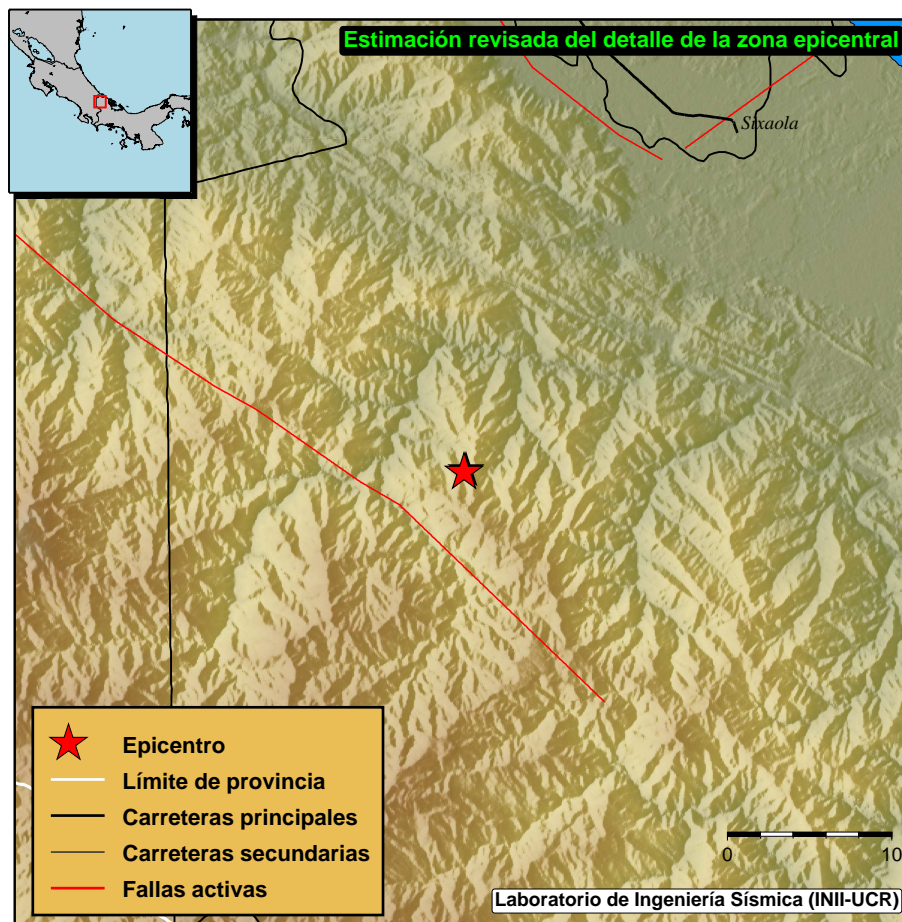 Estimación revisada del detalle de la zona epicentral
Sixaola
Epicentro
Límite de provincia
Carreteras principales
Carreteras secundarias
Fallas activas
0 10
Laboratorio de Ingeniería Sísmica (INII-UCR)